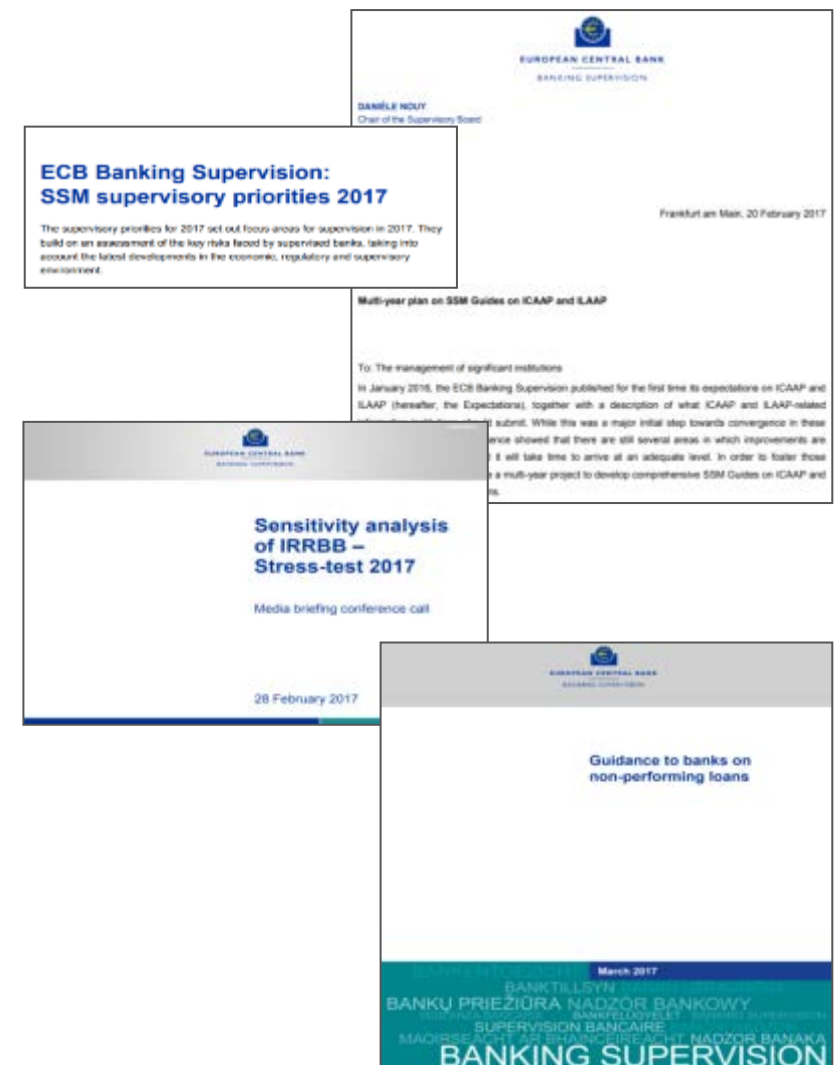 EUROPEAN CENTRAL BANK
BANKING SUPERVISION
DANIÈLE NOUY
Chair of the Supervisory Board
ECB Banking Supervision:
SSM supervisory priorities 2017
The supervisory priorities for 2017 set out focus areas for supervision in 2017. They
build on an assessment of the key risks faced by supervised banks, taking into
account the latest developments in the economic, regulatory and supervisory
environment.
Frankfurt am Main, 20 February 2017
Multi-year plan on SSM Guides on ICAAP and ILAAP
To: The management of significant institutions
In January 2016, the ECB Banking Supervision published for the first time its expectations on ICAAP and
ILAAP (hereafter, the Expectations), together with a description of what ICAAP and ILAAP-related
submit. While this was a major initial step towards convergence in these
showed that there are still several areas in which improvements are
it will take time to arrive at an adequate level. In order to foster those
a multi-year project to develop comprehensive SSM Guides on ICAAP and
EUROPEAN CENTRAL BANK
BANKING SUPERVISION
Sensitivity analysis
of IRRBB –
Stress-test 2017
Media briefing conference call
28 February 2017
EUROPEAN CENTRAL BANK
BANKING SUPERVISION
Guidance to banks on
non-performing loans
March 2017
BANKTILLSYN
BANKŲ PRIEŽIŪRA NADZÓR BANKOWY
BANKFELÜGYELET
SUPERVISION BANCAIRE
MAOIRSEACHT AR BHAINCÉIREACHT NADZOR BANAKA
BANKING SUPERVISION